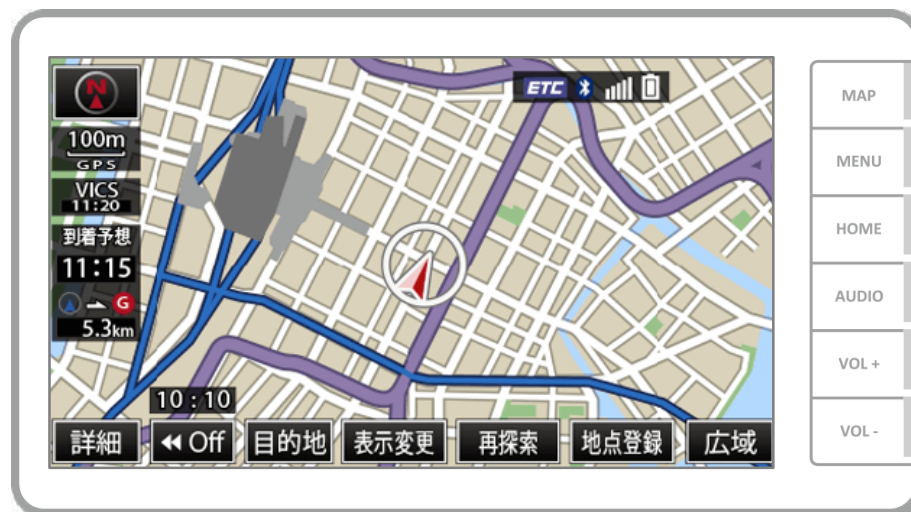 N
100m
GPS
VICS
11:20
到着予想
11:15
G
5.3km
ETC
10:10
詳細
Off
目的地
表示変更
再探索
地点登録
広域
MAP
MENU
HOME
AUDIO
VOL +
VOL -